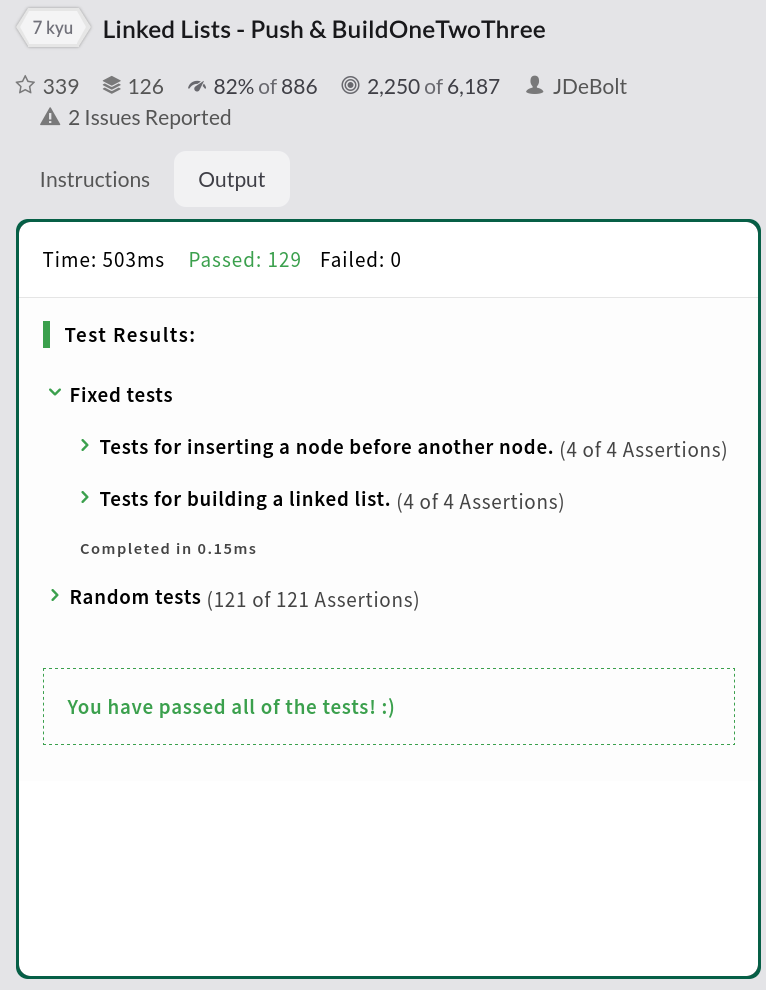 7 kyu Linked Lists - Push & BuildOneTwoThree
339 126 82% of 886 2,250 of 6,187 JDeBolt
2 Issues Reported
Instructions Output
Time: 503ms Passed: 129 Failed: 0
Test Results:
Fixed tests
Tests for inserting a node before another node. (4 of 4 Assertions)
Tests for building a linked list. (4 of 4 Assertions)
Completed in 0.15ms
Random tests (121 of 121 Assertions)
You have passed all of the tests! :)